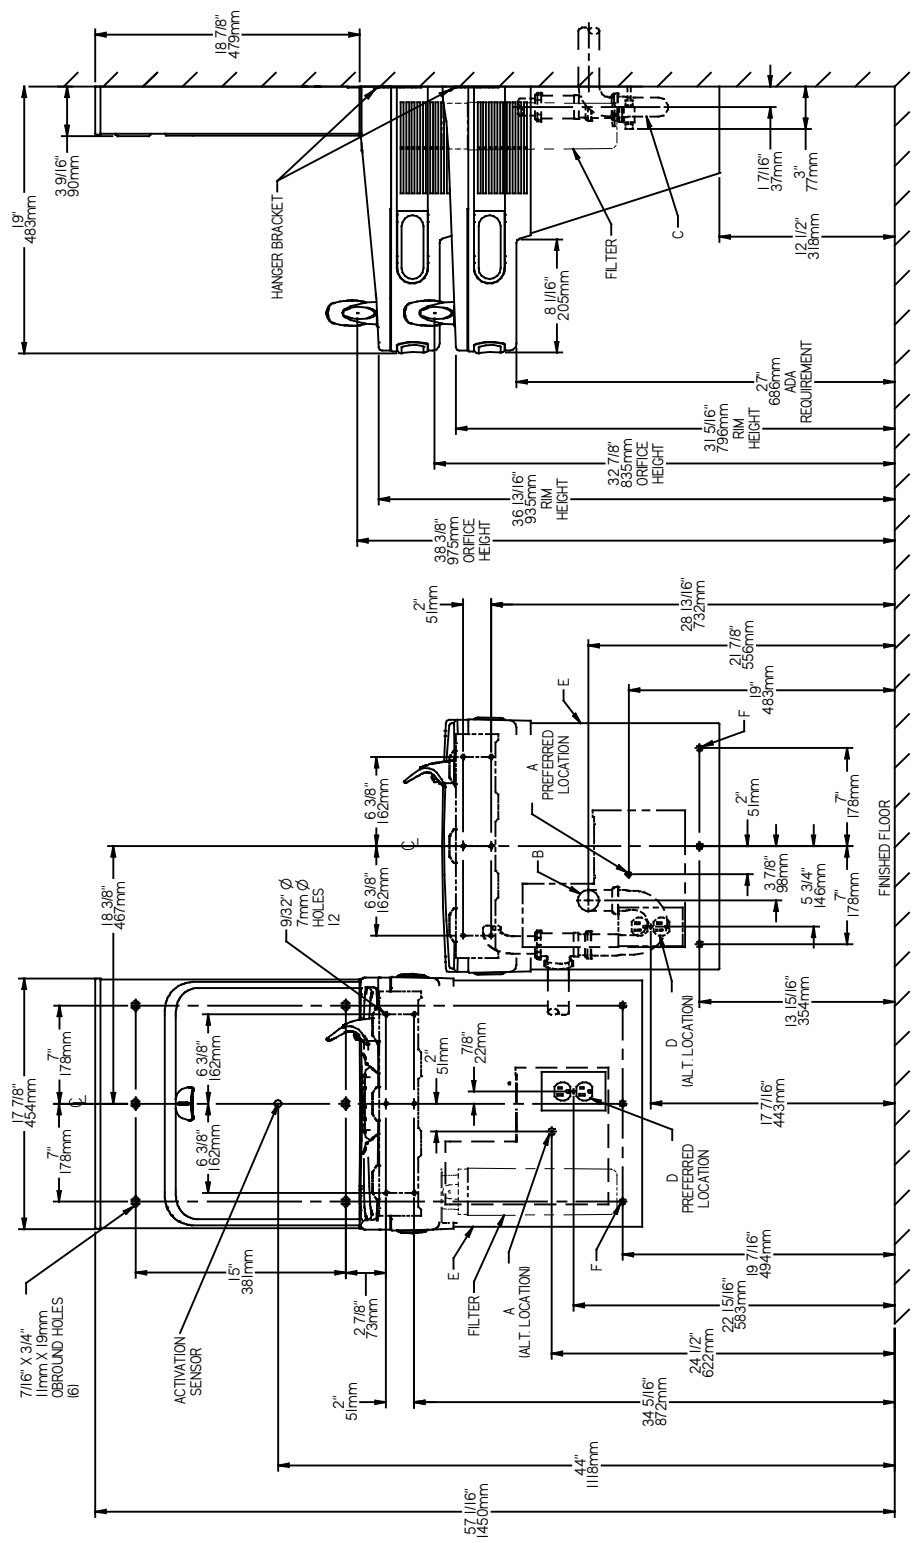 18 7/8"
479mm
3 9/16"
90mm
19"
483mm
HANGER BRACKET
FILTER
C
1 7/16"
37mm
3"
77mm
12 1/2"
318mm
8 1/16"
205mm
27"
686mm
ADA
REQUIREMENT
31 5/16"
796mm
RIM
HEIGHT
32 7/8"
835mm
ORIFICE
HEIGHT
36 13/16"
935mm
RIM
HEIGHT
38 3/8"
975mm
ORIFICE
HEIGHT
2"
51mm
28 13/16"
732mm
21 7/8"
556mm
19"
483mm
E
F
A
PREFERRED
LOCATION
B
6 3/8"
162mm
℄
6 3/8"
162mm
18 3/8"
467mm
9/32" Ø
7mm Ø
HOLES
12
2"
51mm
7"
178mm
3 7/8"
98mm
5 3/4"
146mm
7"
178mm
FINISHED FLOOR
13 15/16"
354mm
D
(ALT. LOCATION)
17 7/16"
443mm
7/8"
22mm
2"
51mm
17 7/8"
454mm
7"
178mm
℄
7"
178mm
6 3/8"
162mm
6 3/8"
162mm
D
PREFERRED
LOCATION
7/16" X 3/4"
11mm X 19mm
OBROUND HOLES
(6)
15"
381mm
2 7/8"
73mm
E
FILTER
A
(ALT. LOCATION)
F
19 7/16"
494mm
22 15/16"
583mm
24 1/2"
622mm
ACTIVATION
SENSOR
2"
51mm
34 5/16"
872mm
44"
1118mm
57 1/16"
1450mm